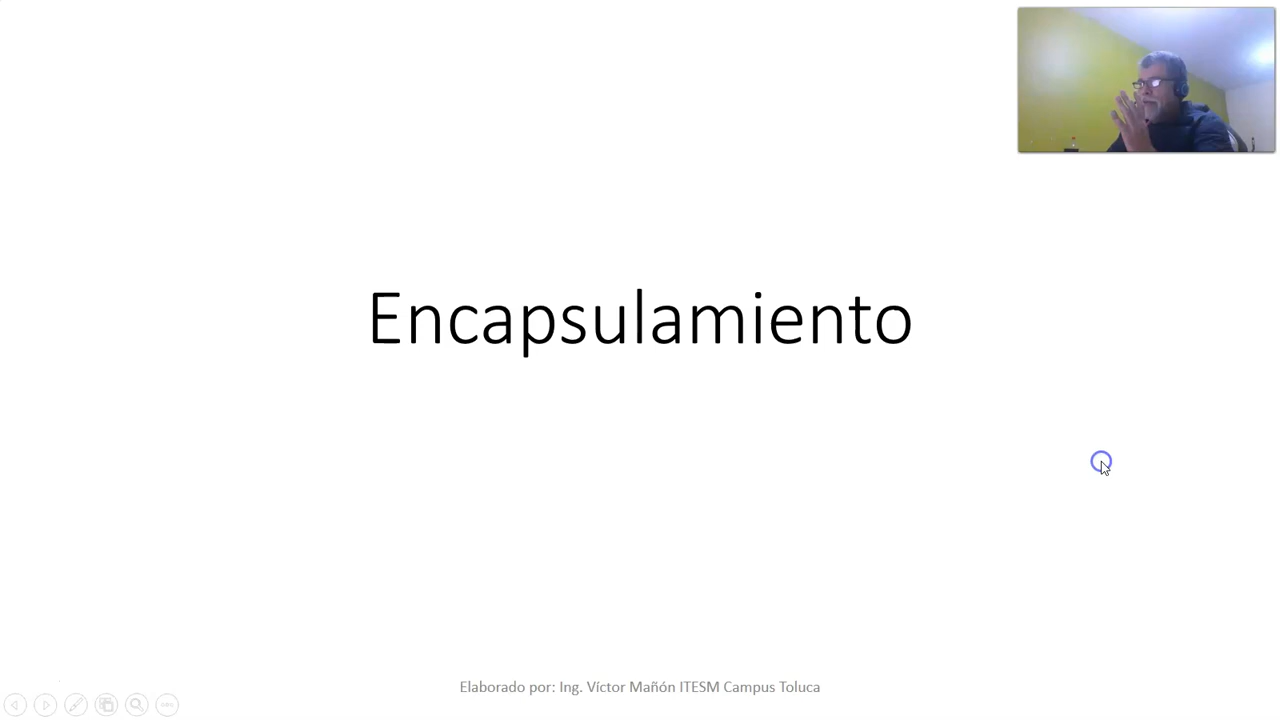 Encapsulamiento
Elaborado por: Ing. Víctor Mañón ITESM Campus Toluca